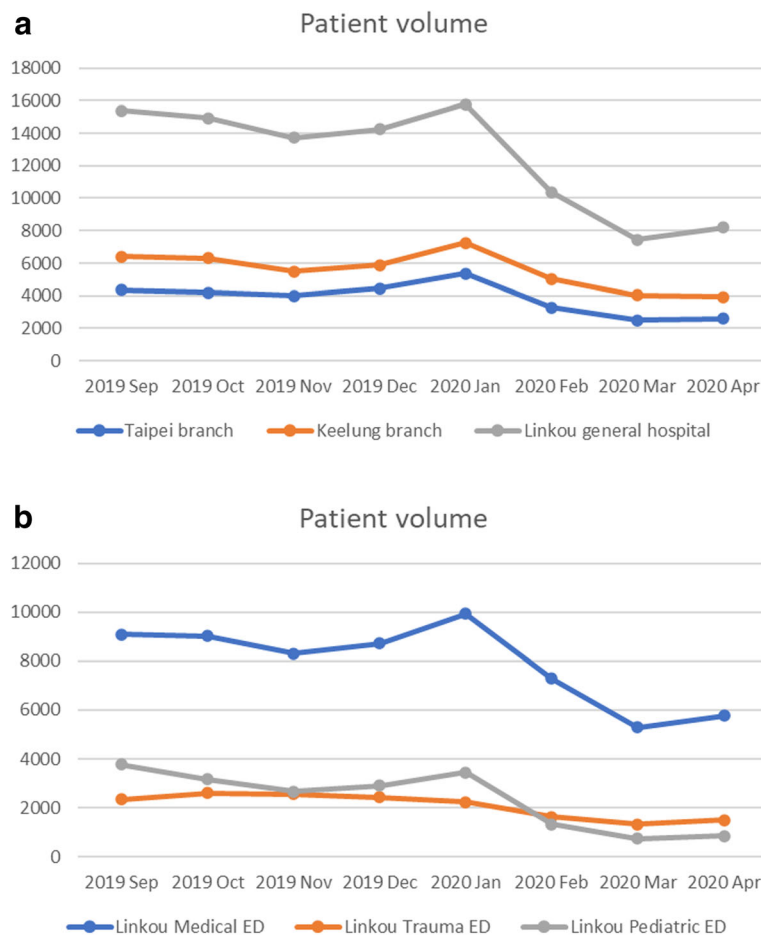 a
Patient volume
18000
16000
14000
12000
10000
8000
6000
4000
2000
0
2019 Sep 2019 Oct 2019 Nov 2019 Dec 2020 Jan 2020 Feb 2020 Mar 2020 Apr
Taipei branch Keelung branch Linkou general hospital
b
Patient volume
12000
10000
8000
6000
4000
2000
0
2019 Sep 2019 Oct 2019 Nov 2019 Dec 2020 Jan 2020 Feb 2020 Mar 2020 Apr
Linkou Medical ED Linkou Trauma ED Linkou Pediatric ED